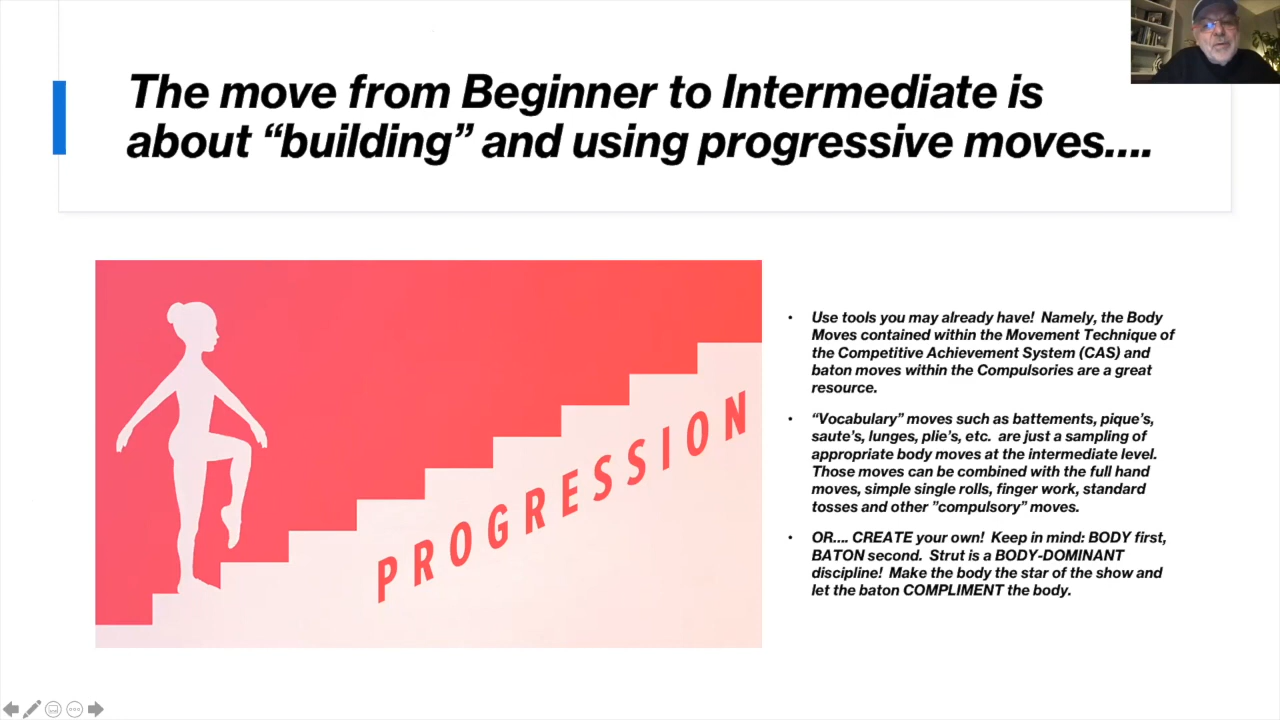 The move from Beginner to Intermediate is
about “building” and using progressive moves....
PROGRESSION
• Use tools you may already have! Namely, the Body
Moves contained within the Movement Technique of
the Competitive Achievement System (CAS) and
baton moves within the Compulsories are a great
resource.
• “Vocabulary” moves such as battements, pique’s,
saute’s, lunges, plie’s, etc. are just a sampling of
appropriate body moves at the intermediate level.
Those moves can be combined with the full hand
moves, simple single rolls, finger work, standard
tosses and other ”compulsory” moves.
• OR.... CREATE your own! Keep in mind: BODY first,
BATON second. Strut is a BODY-DOMINANT
discipline! Make the body the star of the show and
let the baton COMPLIMENT the body.